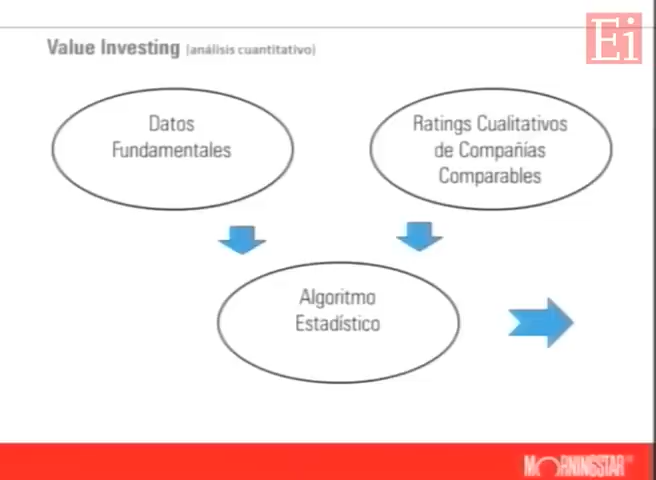 Value Investing (análisis cuantitativo)
Ei
Datos
Fundamentales
Ratings Cualitativos
de Compañías
Comparables
Algoritmo
Estadístico
MORNINGSTAR